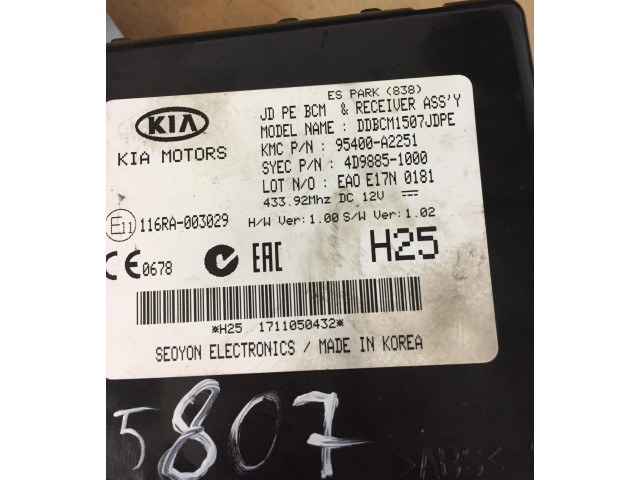 ES PARK (838)
JD PE BCM & RECEIVER ASS'Y
KIA
MODEL NAME : DDBCM1507JDPE
KIA MOTORS
KMC P/N : 95400-A2251
SYEC P/N : 4D9885-1000
LOT N/O : EAO E17N 0181
433.92Mhz DC 12V
E11 116RA-003029
H/W Ver:1.00 S/W Ver:1.02
CE 0678 N EAC
H25
*H25 1711050432*
SEOYON ELECTRONICS / MADE IN KOREA
5807
>ABS<